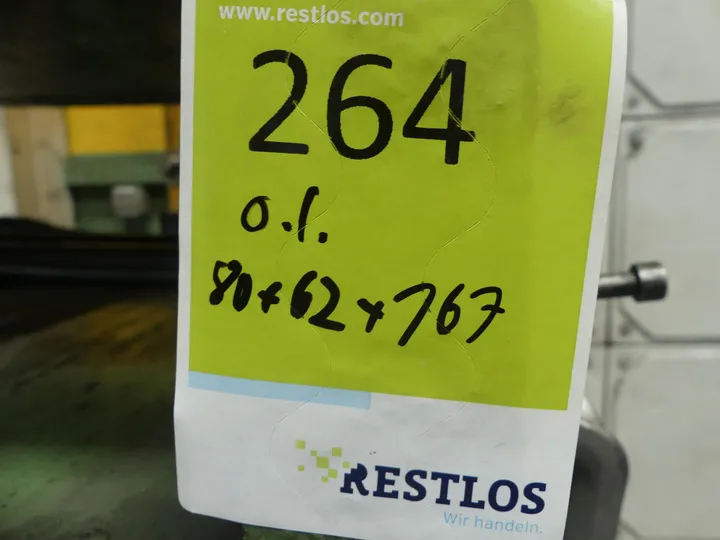 www.restlos.com
264
o.f.
80x62x767
RESTLOS
Wir handeln.